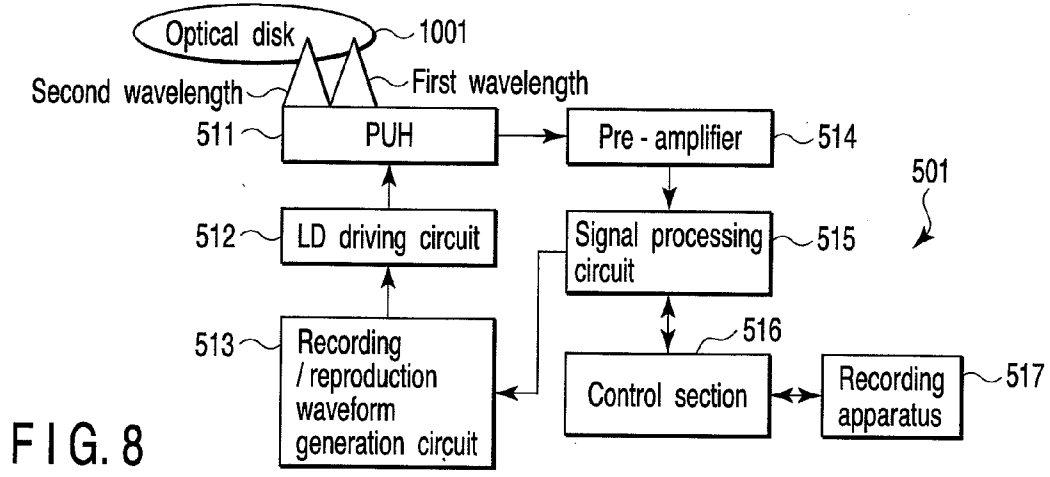 Optical disk
1001
Second wavelength
First wavelength
511
PUH
Pre - amplifier
514
501
512
LD driving circuit
Signal processing
circuit
515
513
Recording
/ reproduction
waveform
generation circuit
516
Control section
Recording
apparatus
517
FIG. 8